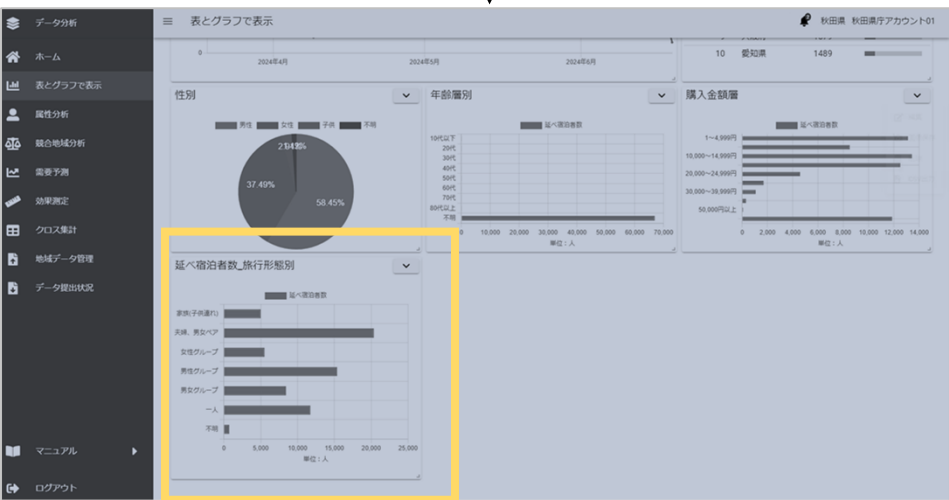 データ分析
表とグラフで表示
秋田県 秋田県庁アカウント01
ホーム
表とグラフで表示
属性分析
競合地域分析
需要予測
効果測定
クロス集計
地域データ管理
データ提出状況
マニュアル
ログアウト
0
2024年4月
2024年5月
2024年6月
10 愛知県 1489
性別
男性 女性 子供 不明
37.49%
58.45%
年齢層別
延べ宿泊者数
10代以下
20代
30代
40代
50代
60代
70代
80代以上
不明
0 10,000 20,000 30,000 40,000 50,000 60,000 70,000
単位:人
購入金額層
延べ宿泊者数
1~4,999円
10,000~14,999円
20,000~24,999円
30,000~39,999円
50,000円以上
0 2,000 4,000 6,000 8,000 10,000 12,000 14,000
単位:人
延べ宿泊者数_旅行形態別
延べ宿泊者数
家族(子供連れ)
夫婦、男女ペア
女性グループ
男性グループ
男女グループ
一人
不明
0 5,000 10,000 15,000 20,000 25,000
単位:人